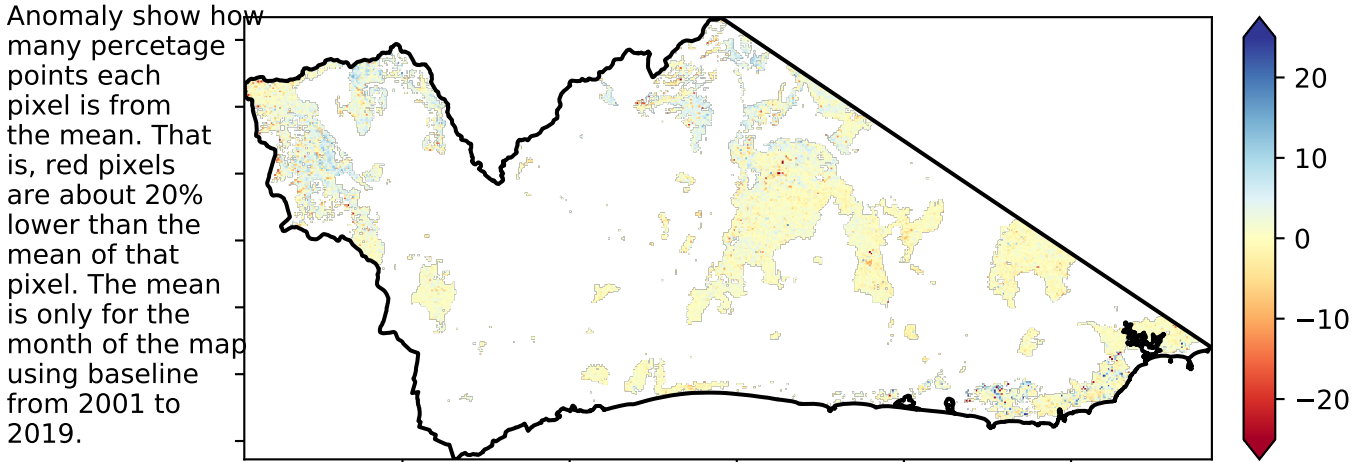 Anomaly show how
many percetage
points each
pixel is from
the mean. That
is, red pixels
are about 20%
lower than the
mean of that
pixel. The mean
is only for the
month of the map
using baseline
from 2001 to
2019.
20
10
0
−10
−20